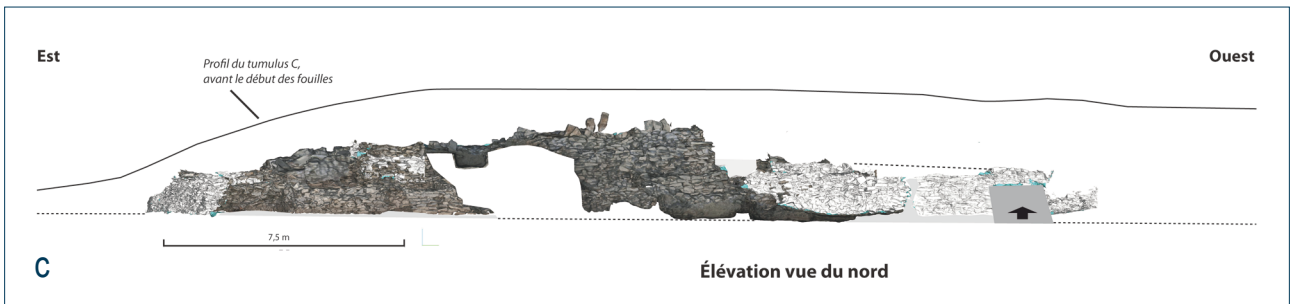 Est
Ouest
Profil du tumulus C,
avant le début des fouilles
7,5 m
C
Élévation vue du nord